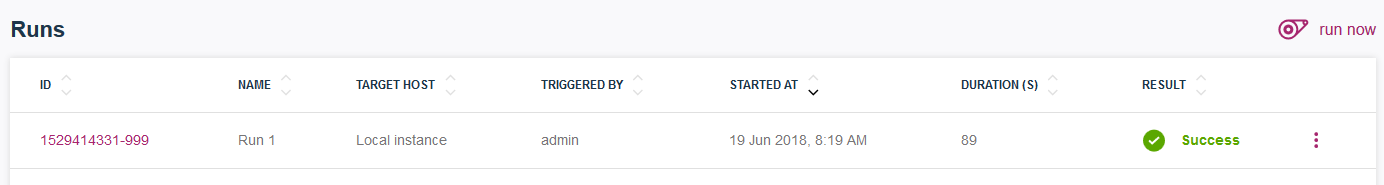 Runs
run now
ID NAME TARGET HOST TRIGGERED BY STARTED AT DURATION (S) RESULT
1529414331-999 Run 1 Local instance admin 19 Jun 2018, 8:19 AM 89 Success